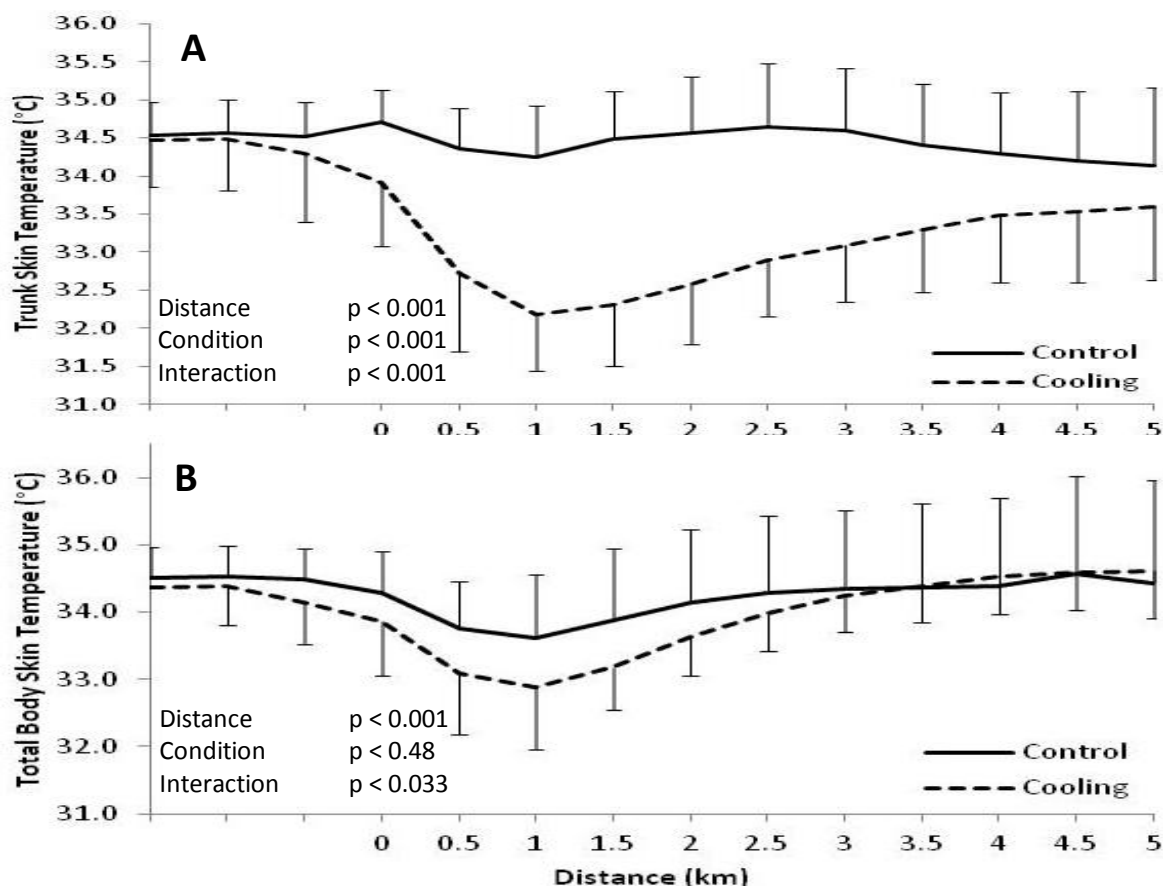 A
Trunk Skin Temperature (°C)
36.0
35.5
35.0
34.5
34.0
33.5
33.0
32.5
32.0
31.5
31.0
Distance p < 0.001
Condition p < 0.001
Interaction p < 0.001
Control
Cooling
0 0.5 1 1.5 2 2.5 3 3.5 4 4.5 5
B
Total Body Skin Temperature (°C)
36.0
35.0
34.0
33.0
32.0
31.0
Distance p < 0.001
Condition p < 0.48
Interaction p < 0.033
Control
Cooling
0 0.5 1 1.5 2 2.5 3 3.5 4 4.5 5
Distance (km)